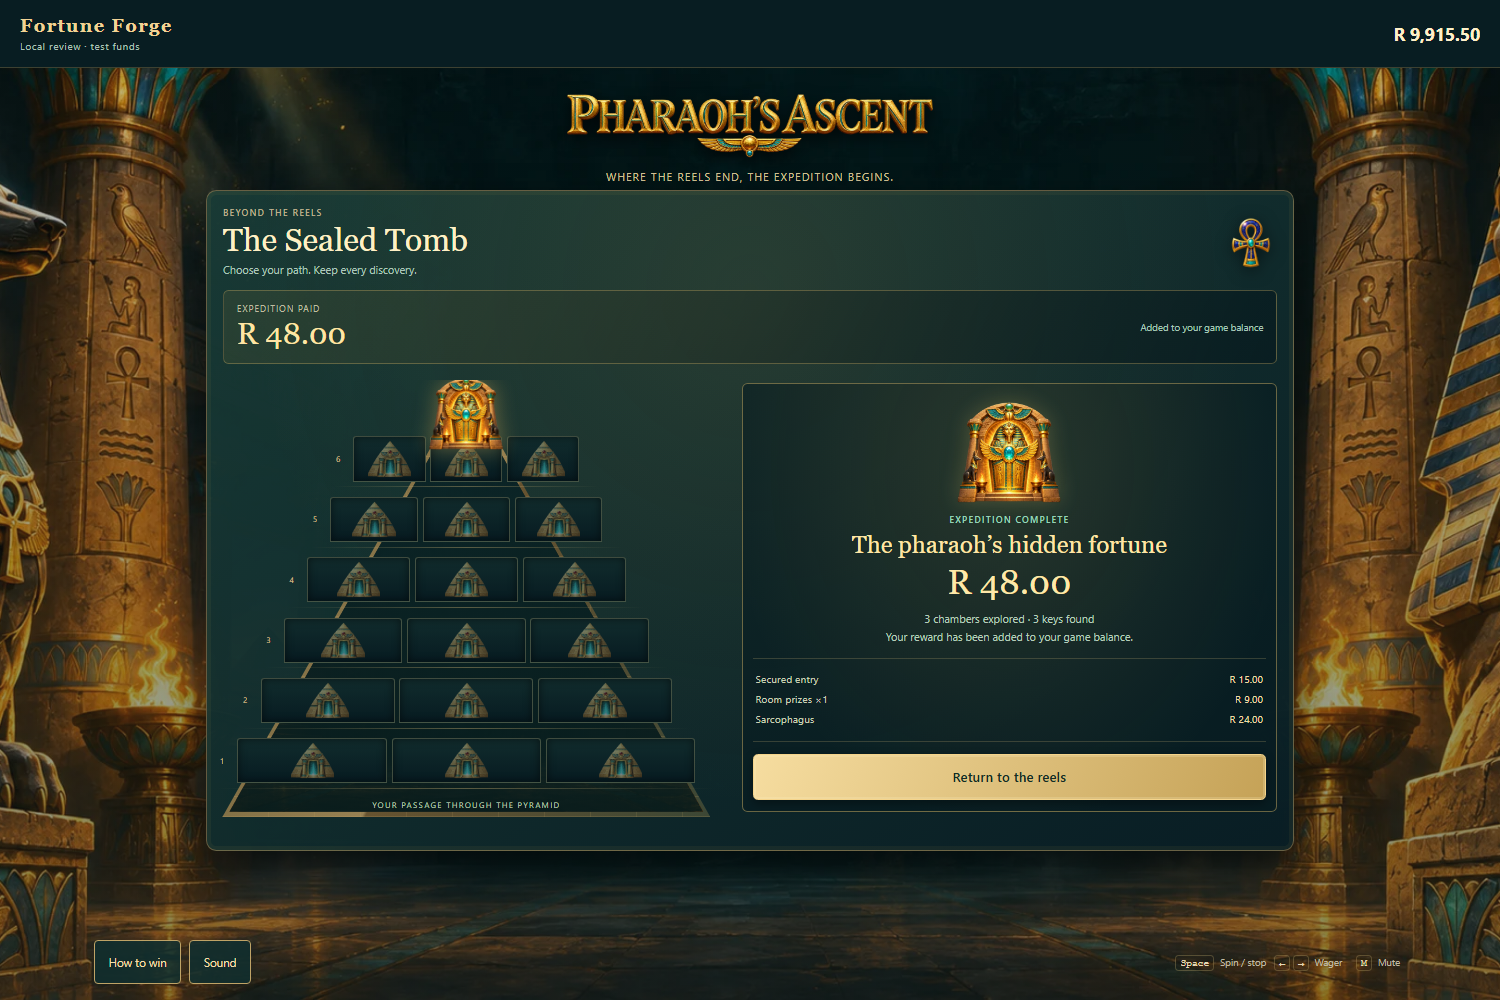 Fortune Forge
Local review · test funds
R 9,915.50
PHARAOH'S ASCENT
WHERE THE REELS END, THE EXPEDITION BEGINS.
BEYOND THE REELS
The Sealed Tomb
Choose your path. Keep every discovery.
EXPEDITION PAID
R 48.00
Added to your game balance
6
5
4
3
2
1
YOUR PASSAGE THROUGH THE PYRAMID
EXPEDITION COMPLETE
The pharaoh’s hidden fortune
R 48.00
3 chambers explored · 3 keys found
Your reward has been added to your game balance.
Secured entry R 15.00
Room prizes ×1 R 9.00
Sarcophagus R 24.00
Return to the reels
How to win
Sound
Space Spin / stop ← → Wager M Mute